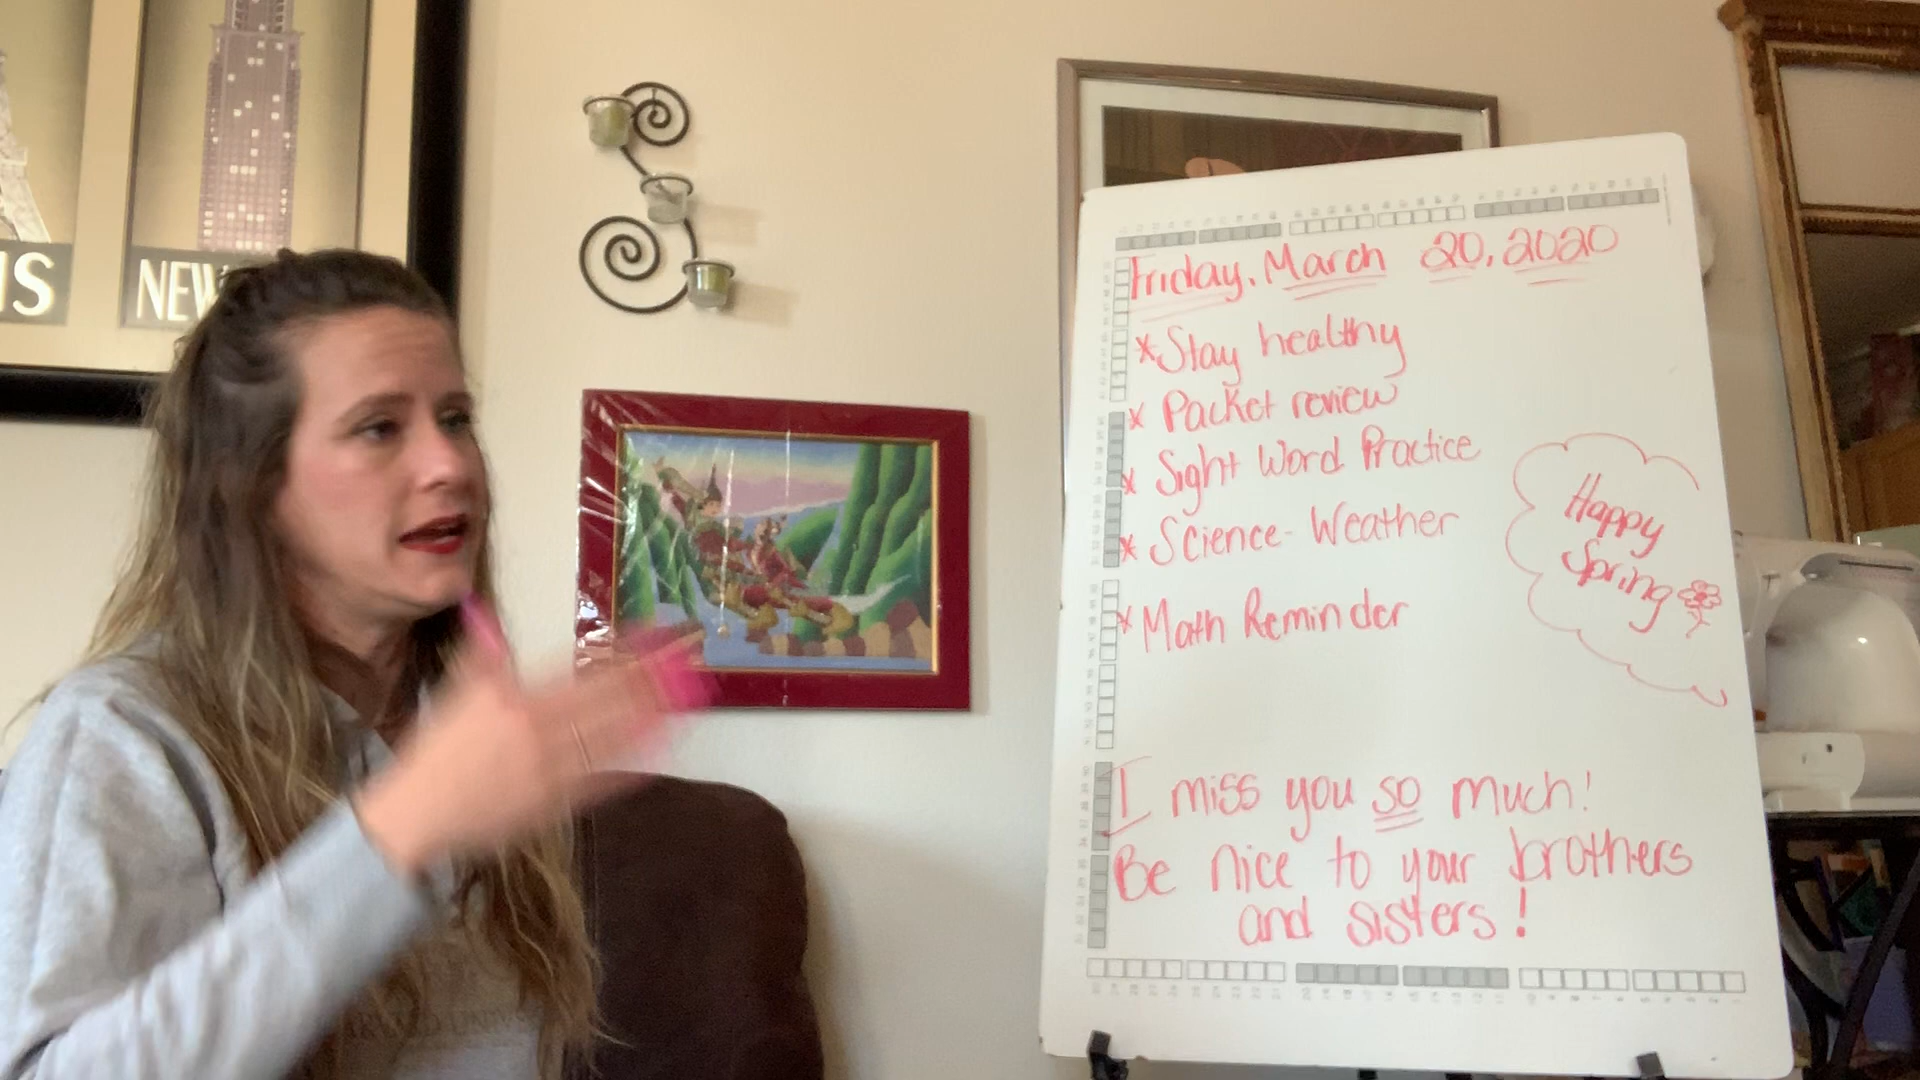 IS
NEW
Friday, March 20, 2020
*Stay healthy
* Packet review
* Sight Word Practice
* Science - Weather
* Math Reminder
Happy
Spring
I miss you so much!
Be nice to your brothers
and sisters!